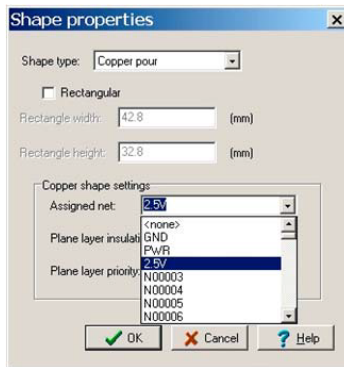 Shape properties
Shape type: Copper pour
Rectangular
Rectangle width: 42.8 (mm)
Rectangle height: 32.8 (mm)
Copper shape settings
Assigned net: 2.5V
<none>
Plane layer insulati GND
PWR
2.5V
Plane layer priority: N00003
N00004
N00005
N00006
OK Cancel Help